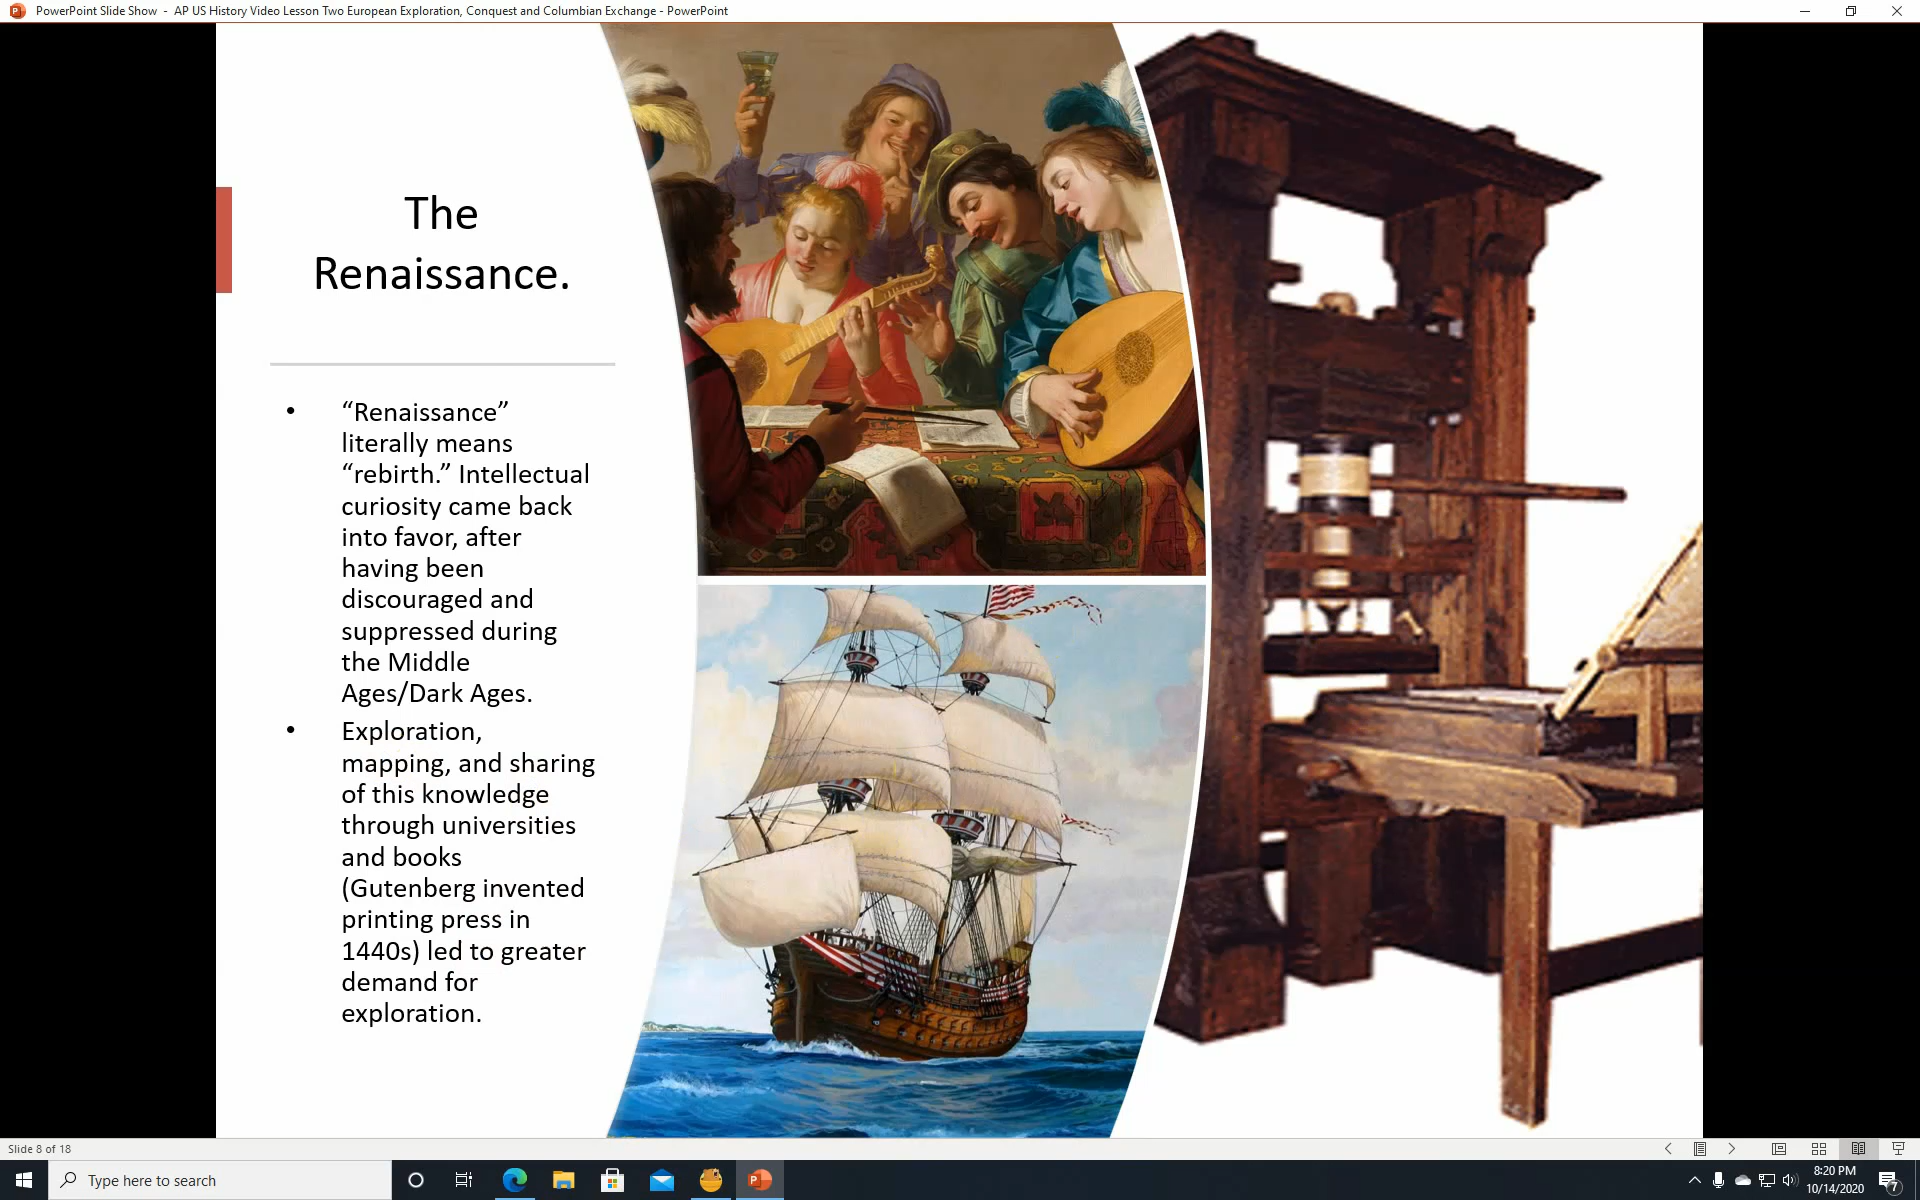 PowerPoint Slide Show - AP US History Video Lesson Two European Exploration, Conquest and Columbian Exchange - PowerPoint
The
Renaissance.
• “Renaissance”
literally means
“rebirth.” Intellectual
curiosity came back
into favor, after
having been
discouraged and
suppressed during
the Middle
Ages/Dark Ages.
• Exploration,
mapping, and sharing
of this knowledge
through universities
and books
(Gutenberg invented
printing press in
1440s) led to greater
demand for
exploration.
Slide 8 of 18
Type here to search
8:20 PM
10/14/2020
7